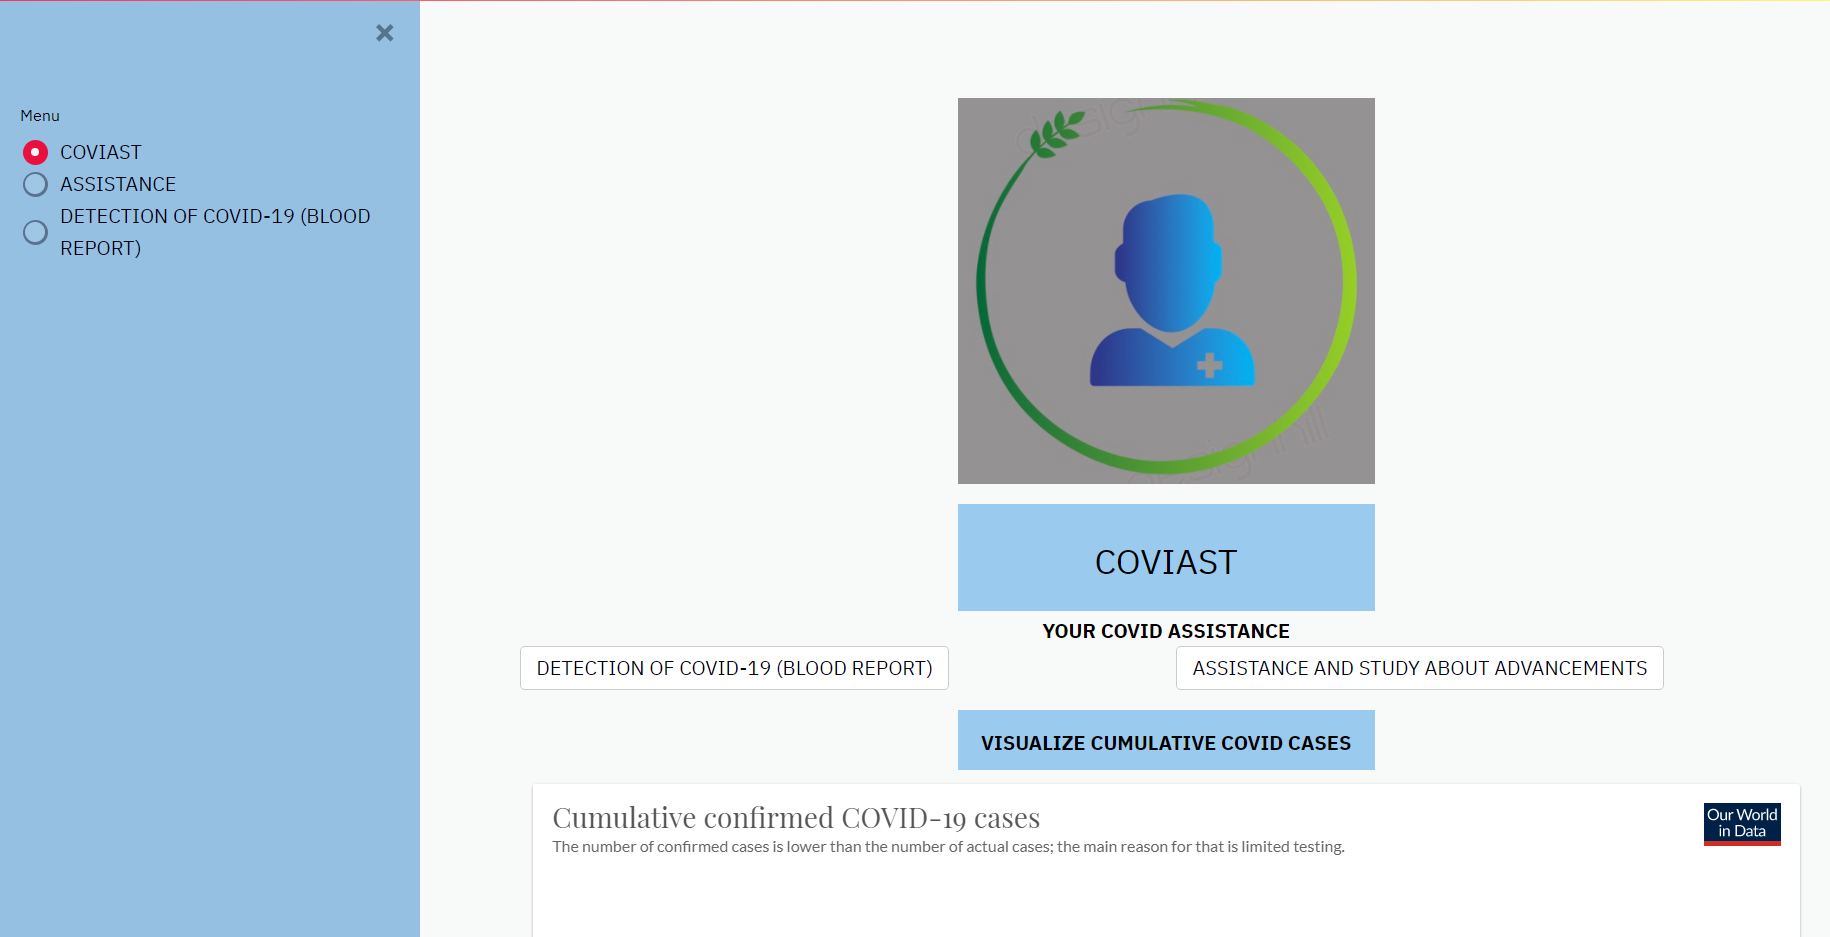 Menu
COVIAST
ASSISTANCE
DETECTION OF COVID-19 (BLOOD
REPORT)
design
designhill
COVIAST
YOUR COVID ASSISTANCE
DETECTION OF COVID-19 (BLOOD REPORT)
ASSISTANCE AND STUDY ABOUT ADVANCEMENTS
VISUALIZE CUMULATIVE COVID CASES
Cumulative confirmed COVID-19 cases
The number of confirmed cases is lower than the number of actual cases; the main reason for that is limited testing.
Our World
in Data